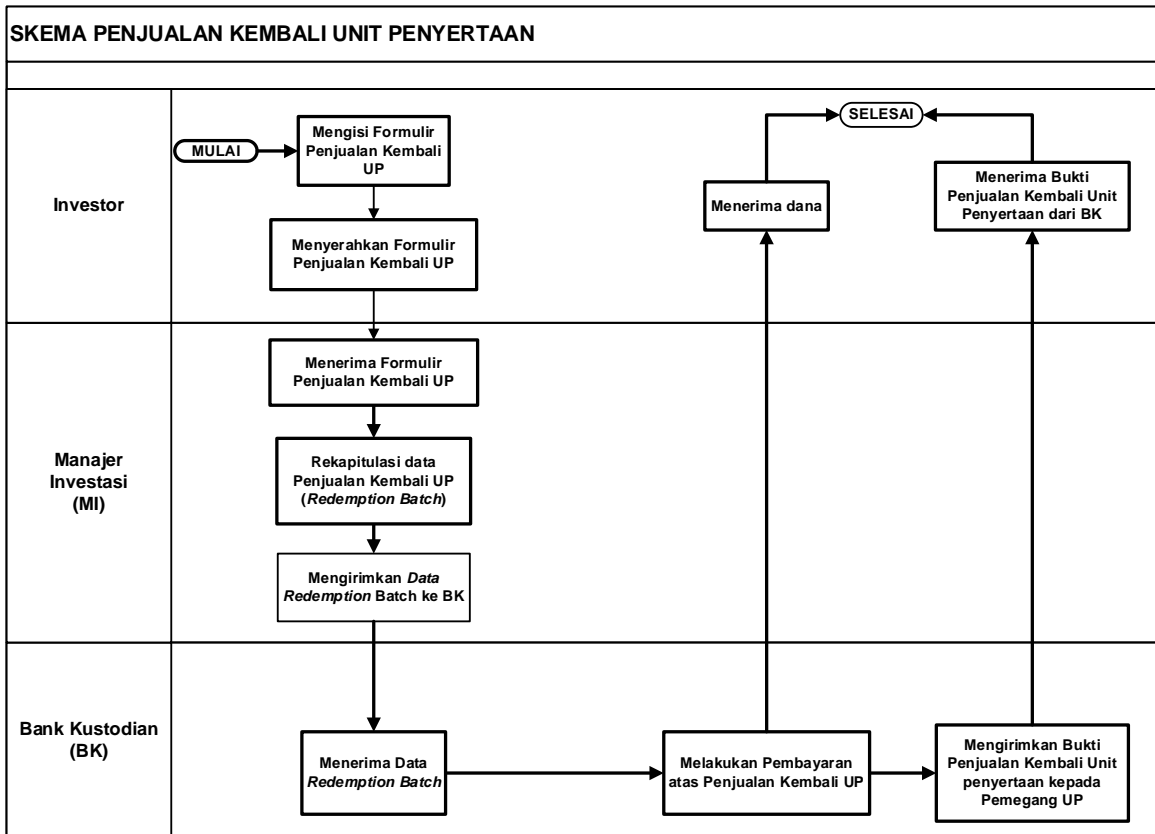 SKEMA PENJUALAN KEMBALI UNIT PENYERTAAN
Investor
MULAI
Mengisi Formulir
Penjualan Kembali
UP
Menyerahkan Formulir
Penjualan Kembali UP
Menerima dana
SELESAI
Menerima Bukti
Penjualan Kembali Unit
Penyertaan dari BK
Manajer
Investasi
(MI)
Menerima Formulir
Penjualan Kembali UP
Rekapitulasi data
Penjualan Kembali UP
(Redemption Batch)
Mengirimkan Data
Redemption Batch ke BK
Bank Kustodian
(BK)
Menerima Data
Redemption Batch
Melakukan Pembayaran
atas Penjualan Kembali UP
Mengirimkan Bukti
Penjualan Kembali Unit
penyertaan kepada
Pemegang UP